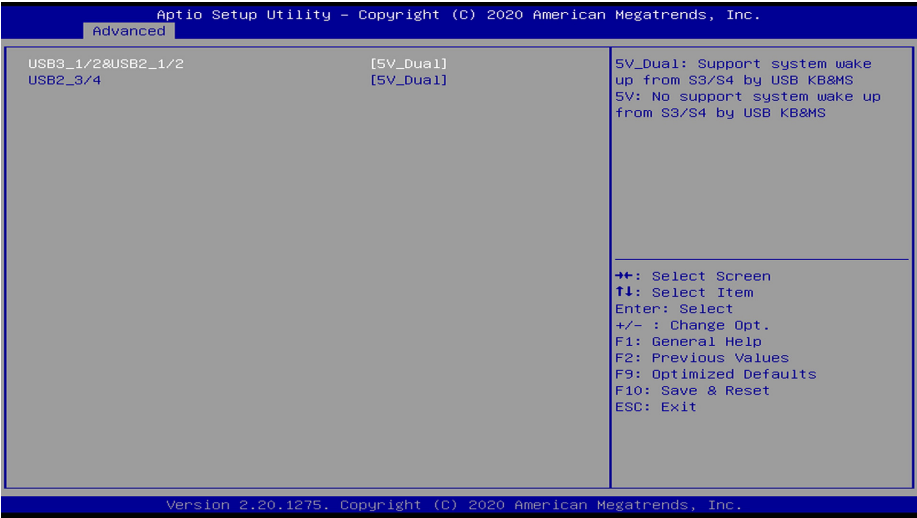 Aptio Setup Utility – Copyright (C) 2020 American Megatrends, Inc.
Advanced
USB3_1/2&USB2_1/2 [5V_Dual]
USB2_3/4 [5V_Dual]
5V_Dual: Support system wake
up from S3/S4 by USB KB&MS
5V: No support system wake up
from S3/S4 by USB KB&MS
→←: Select Screen
↑↓: Select Item
Enter: Select
+/- : Change Opt.
F1: General Help
F2: Previous Values
F9: Optimized Defaults
F10: Save & Reset
ESC: Exit
Version 2.20.1275. Copyright (C) 2020 American Megatrends, Inc.